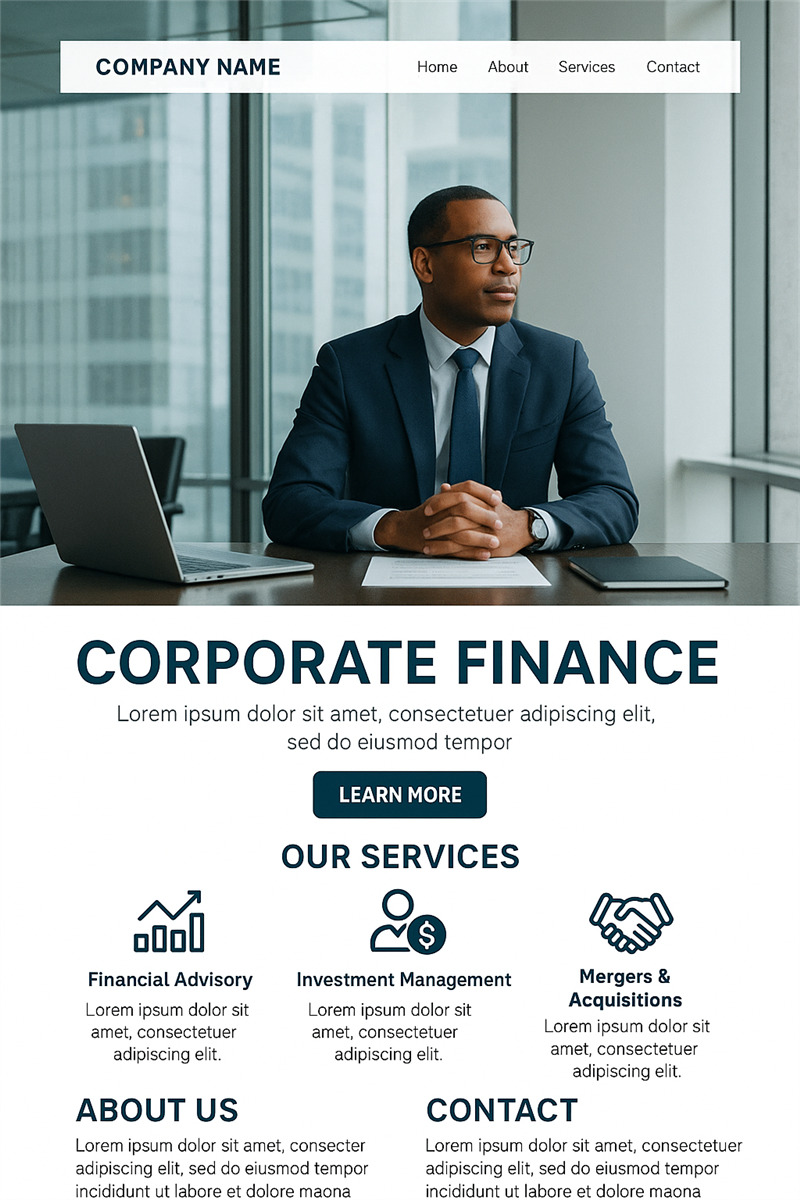 COMPANY NAME
Home About Services Contact
CORPORATE FINANCE
Lorem ipsum dolor sit amet, consectetuer adipiscing elit,
sed do eiusmod tempor
LEARN MORE
OUR SERVICES
$
Financial Advisory
Lorem ipsum dolor sit
amet, consectetuer
adipiscing elit.
Investment Management
Lorem ipsum dolor sit
amet, consectetuer
adipiscing elit.
Mergers &
Acquisitions
Lorem ipsum dolor sit
amet, consectetuer
adipiscing elit.
ABOUT US
Lorem ipsum dolor sit amet, consecter
adipiscing elit, sed do eiusmod tempor
incididunt ut labore et dolore maona
CONTACT
Lorem ipsum dolor sit amet, consectetuer
adipiscing elit, sed do eiusmod tempor
incididunt ut labore et dolore maona